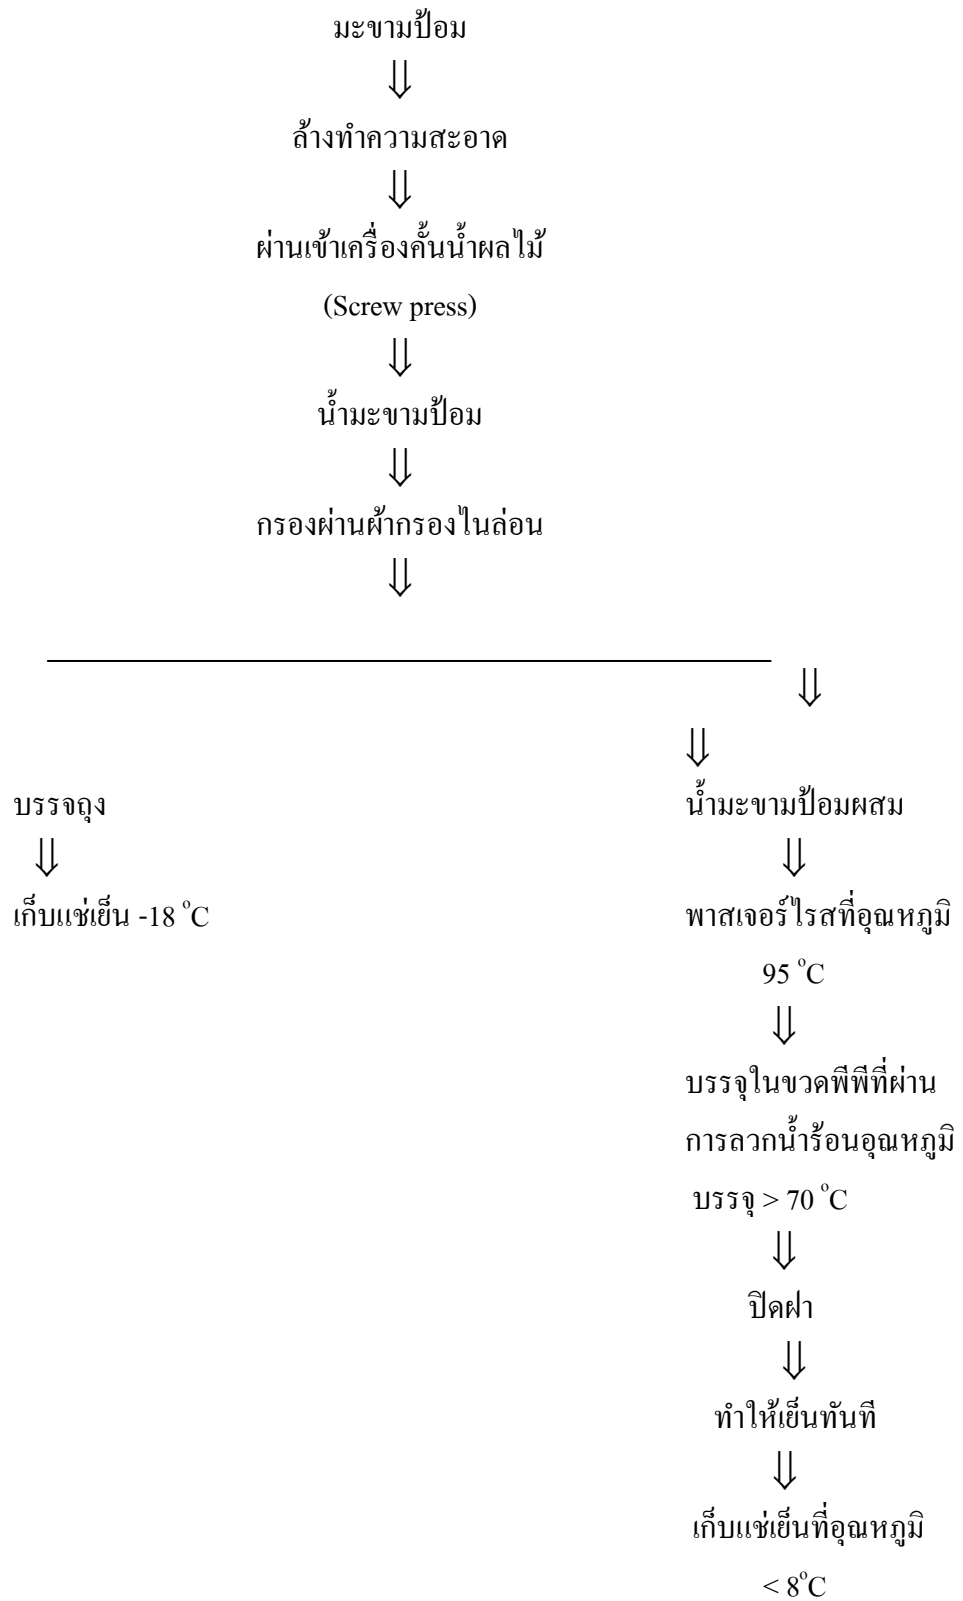 มะขามป้อม
⇓
ล้างทำความสะอาด
⇓
ผ่านเข้าเครื่องคั้นน้ำผลไม้
(Screw press)
⇓
น้ำมะขามป้อม
⇓
กรองผ่านผ้ากรองไนล่อน
⇓
⇓
⇓
บรรจถุง
⇓
เก็บแช่เย็น -18 °C
น้ำมะขามป้อมผสม
⇓
พาสเจอร์ไรสที่อุณหภูมิ
95 °C
⇓
บรรจุในขวดพีพีที่ผ่าน
การลวกน้ำร้อนอุณหภูมิ
บรรจุ > 70 °C
⇓
ปิดฝา
⇓
ทำให้เย็นทันที
⇓
เก็บแช่เย็นที่อุณหภูมิ
< 8°C